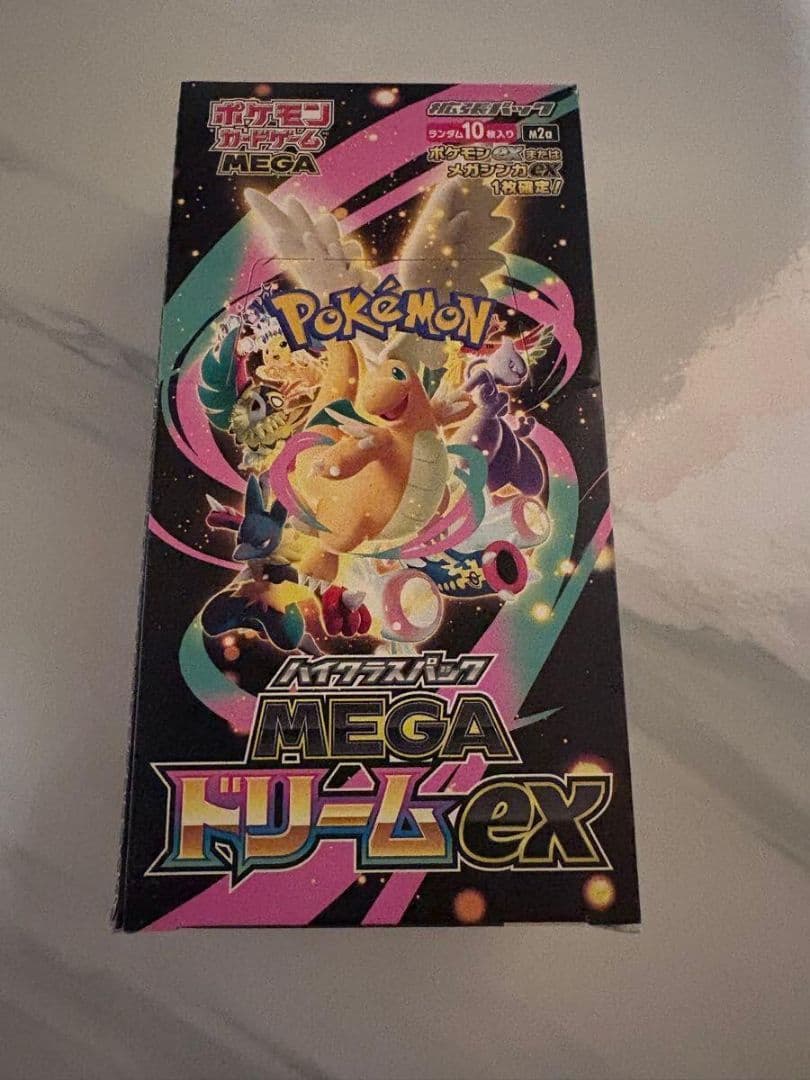 ポケモン
カードゲーム
MEGA
拡張パック
ランダム10枚入り M2a
ポケモンexまたは
メガシンカex
1枚確定!
POKéMON
ハイクラスパック
MEGA
ドリームex